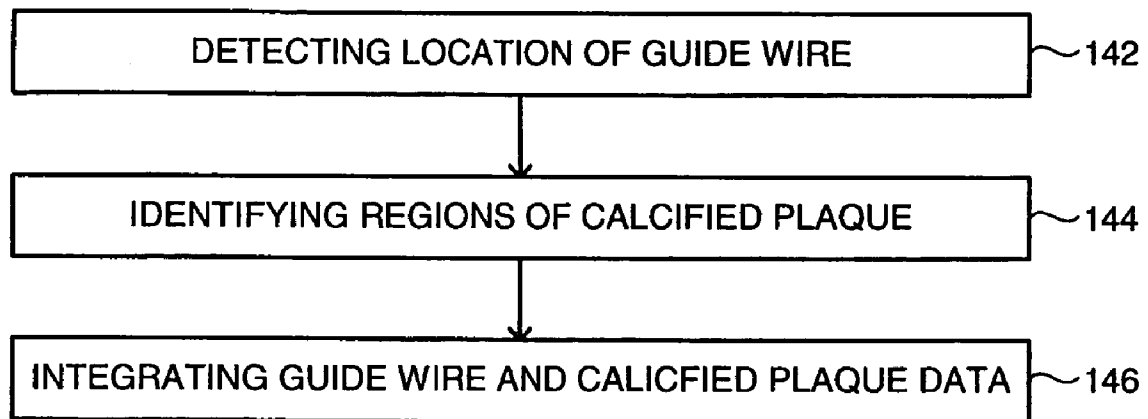 DETECTING LOCATION OF GUIDE WIRE 142
IDENTIFYING REGIONS OF CALCIFIED PLAQUE 144
INTEGRATING GUIDE WIRE AND CALICFIED PLAQUE DATA 146